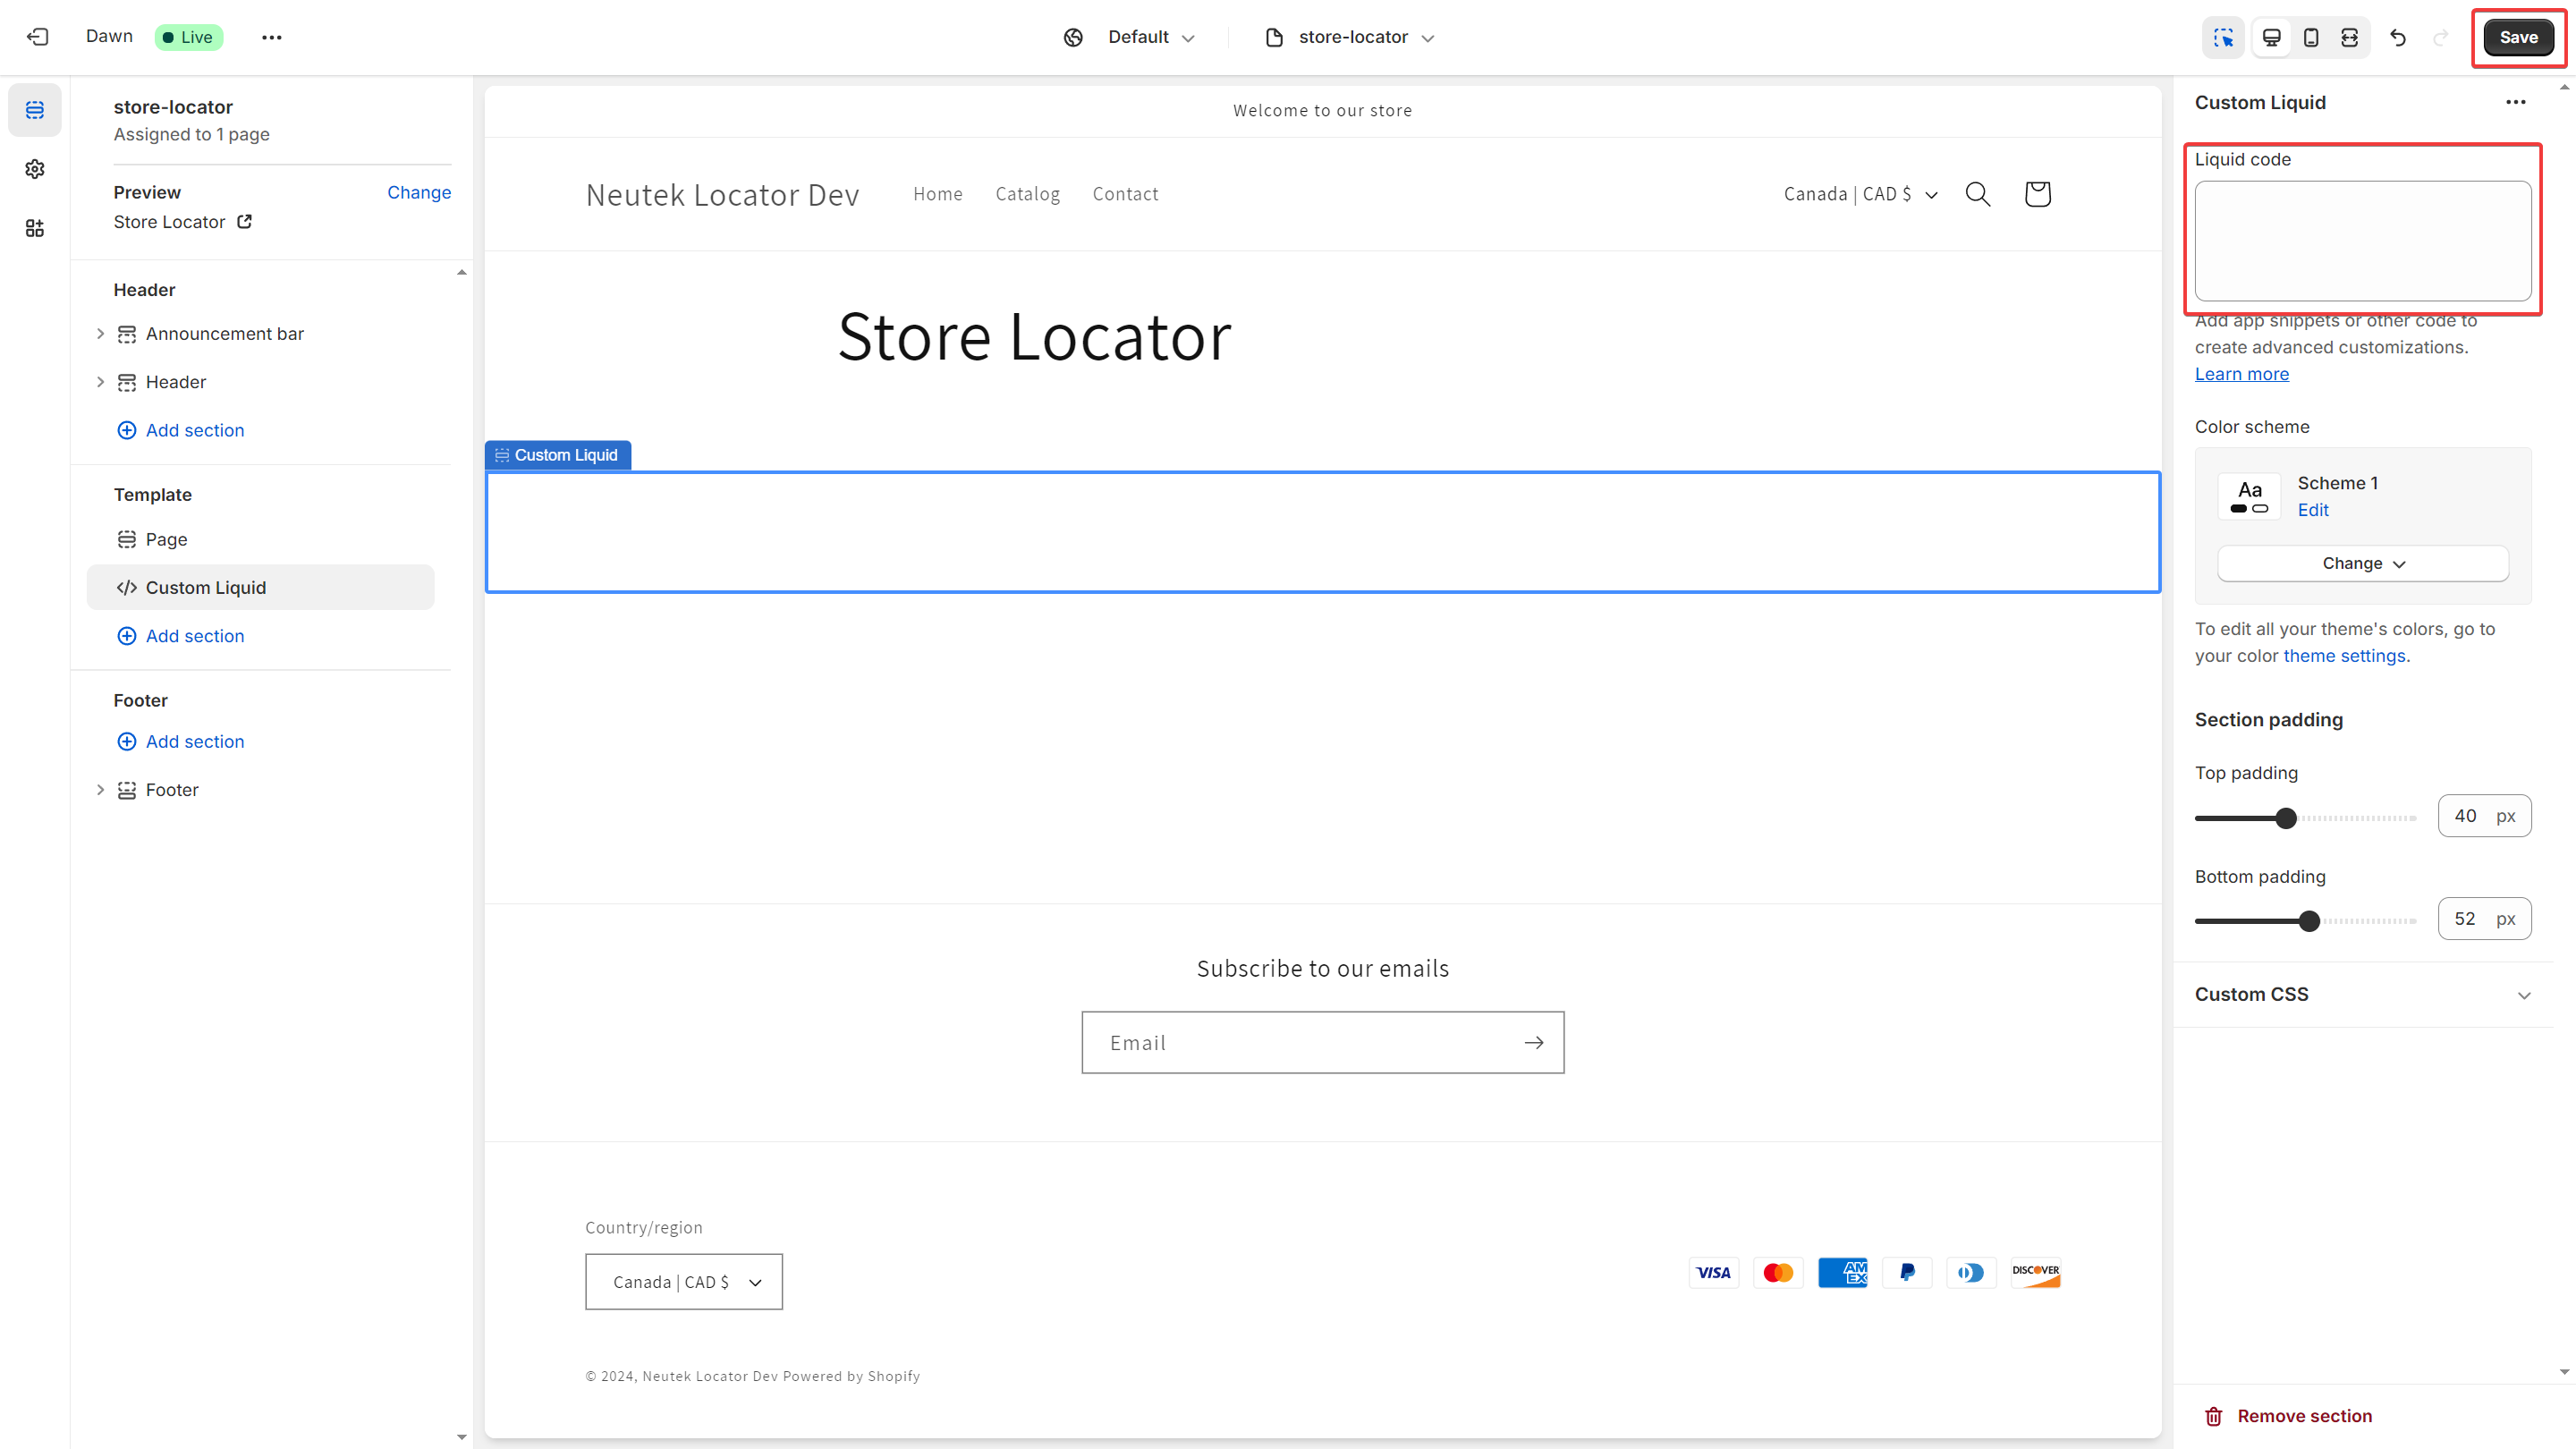 Dawn
Live
Default
store-locator
Save
store-locator
Assigned to 1 page
Preview
Change
Store Locator
Header
Announcement bar
Header
Add section
Template
Page
Custom Liquid
Add section
Footer
Add section
Footer
Welcome to our store
Neutek Locator Dev
Home
Catalog
Contact
Canada | CAD $
Store Locator
Custom Liquid
Subscribe to our emails
Email
Country/region
Canada | CAD $
VISA
AM
EX
DISCOVER
© 2024, Neutek Locator Dev Powered by Shopify
Custom Liquid
Liquid code
Add app snippets or other code to
create advanced customizations.
Learn more
Color scheme
Aa
Scheme 1
Edit
Change
To edit all your theme's colors, go to
your color theme settings.
Section padding
Top padding
40 px
Bottom padding
52 px
Custom CSS
Remove section